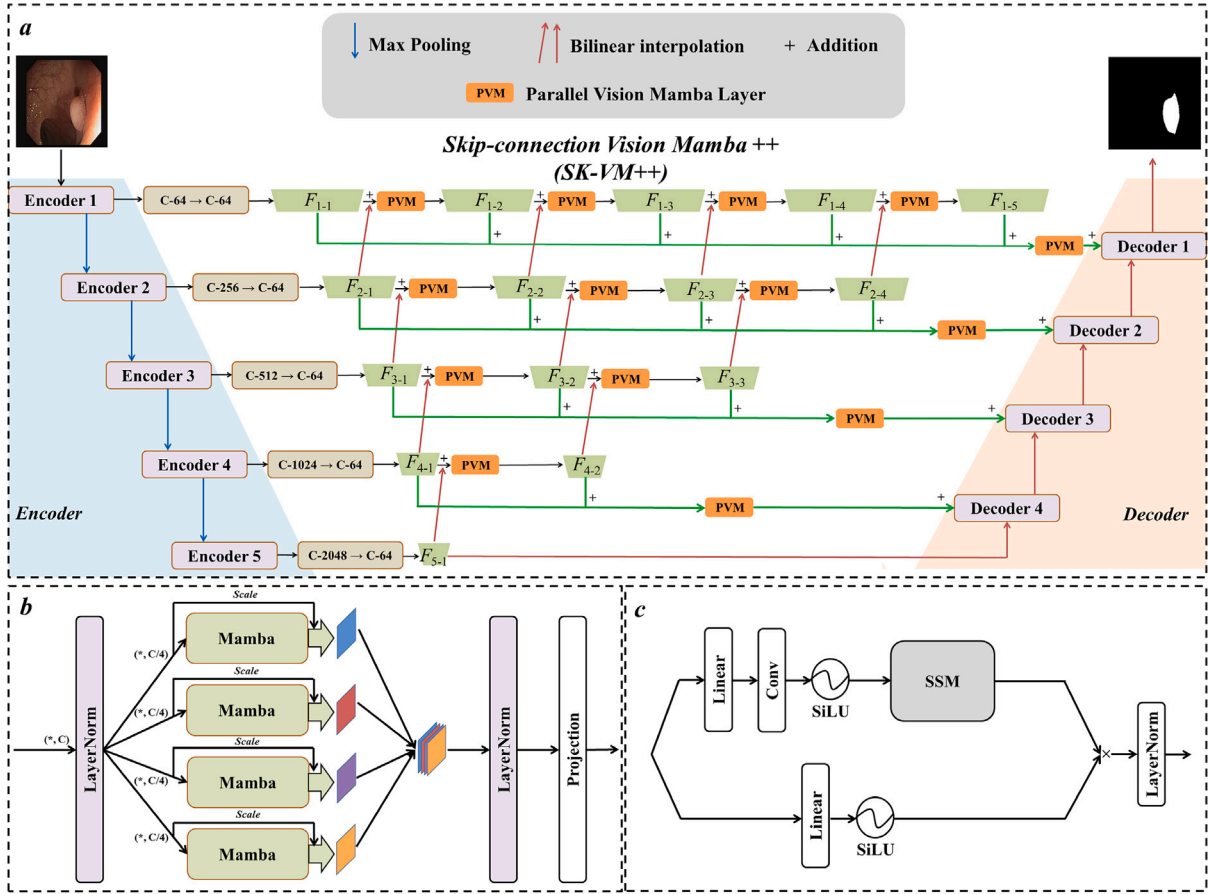 a
Max Pooling
Bilinear interpolation
+ Addition
PVM Parallel Vision Mamba Layer
Skip-connection Vision Mamba ++
(SK-VM++)
Encoder 1
C-64 → C-64
F1-1
+
PVM
F1-2
+
PVM
F1-3
+
PVM
F1-4
+
PVM
F1-5
+
+
+
+
PVM
+
Decoder 1
Encoder 2
C-256 → C-64
F2-1
+
PVM
F2-2
+
PVM
F2-3
+
PVM
F2-4
+
+
+
PVM
+
Decoder 2
Encoder 3
C-512 → C-64
F3-1
+
PVM
F3-2
+
PVM
F3-3
+
+
PVM
+
Decoder 3
Encoder 4
C-1024 → C-64
F4-1
+
PVM
F4-2
+
PVM
+
Decoder 4
Encoder
Decoder
Encoder 5
C-2048 → C-64
F5-1
b
(*, C)
LayerNorm
Scale
(*, C/4)
Mamba
Scale
(*, C/4)
Mamba
Scale
(*, C/4)
Mamba
Scale
(*, C/4)
Mamba
LayerNorm
Projection
c
Linear
Conv
SiLU
SSM
Linear
SiLU
×
LayerNorm